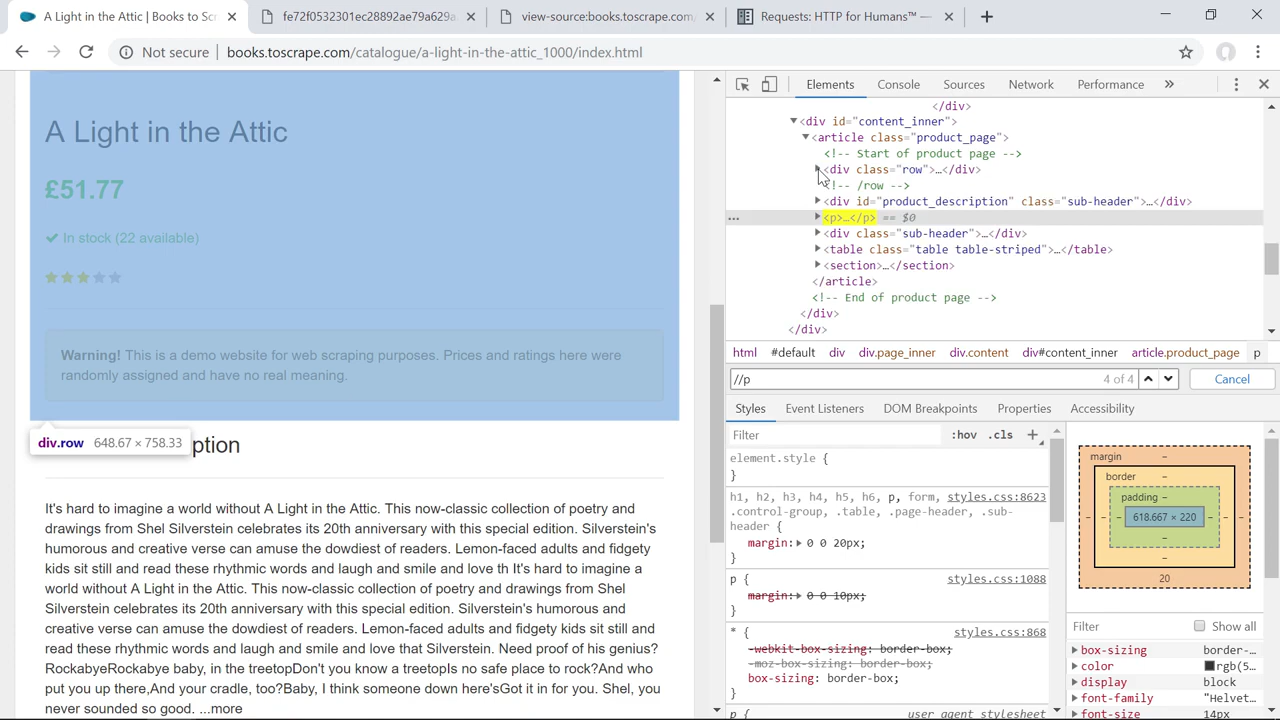 A Light in the Attic | Books to Scr
fe72f0532301ec28892ae79a629
view-source:books.toscrape.com/
Requests: HTTP for Humans™ —
Not secure
books.toscrape.com/catalogue/a-light-in-the-attic_1000/index.html
A Light in the Attic
£51.77
In stock (22 available)
Warning! This is a demo website for web scraping purposes. Prices and ratings here were
randomly assigned and have no real meaning.
div.row 648.67 × 758.33
ption
It's hard to imagine a world without A Light in the Attic. This now-classic collection of poetry and
drawings from Shel Silverstein celebrates its 20th anniversary with this special edition. Silverstein's
humorous and creative verse can amuse the dowdiest of readers. Lemon-faced adults and fidgety
kids sit still and read these rhythmic words and laugh and smile and love th It's hard to imagine a
world without A Light in the Attic. This now-classic collection of poetry and drawings from Shel
Silverstein celebrates its 20th anniversary with this special edition. Silverstein's humorous and
creative verse can amuse the dowdiest of readers. Lemon-faced adults and fidgety kids sit still and
read these rhythmic words and laugh and smile and love that Silverstein. Need proof of his genius?
RockabyeRockabye baby, in the treetopDon't you know a treetopIs no safe place to rock?And who
put you up there,And your cradle, too?Baby, I think someone down here'sGot it in for you. Shel, you
never sounded so good. ...more
Elements
Console
Sources
Network
Performance
»
</div>
<div id="content_inner">
<article class="product_page">
<!-- Start of product page -->
<div class="row">…</div>
<!-- /row -->
<div id="product_description" class="sub-header">…</div>
<p>…</p> == $0
<div class="sub-header">…</div>
<table class="table table-striped">…</table>
<section>…</section>
</article>
<!-- End of product page -->
</div>
</div>
html #default div div.page_inner div.content div#content_inner article.product_page p
//p
4 of 4
Cancel
Styles
Event Listeners
DOM Breakpoints
Properties
Accessibility
Filter
:hov .cls
element.style {
}
h1, h2, h3, h4, h5, h6, p, form, styles.css:8623
.control-group, .table, .page-header, .sub-
header {
margin: 0 0 20px;
}
p { styles.css:1088
margin: 0 0 10px;
}
* { styles.css:868
-webkit-box-sizing: border-box;
-moz-box-sizing: border-box;
box-sizing: border-box;
}
p { user agent stylesheet
margin –
border –
padding –
– – – 618.667 × 220 – – –
–
–
20
Filter
Show all
box-sizing border-…
color rgb(5…
display block
font-family "Helvet…
font-size 14px